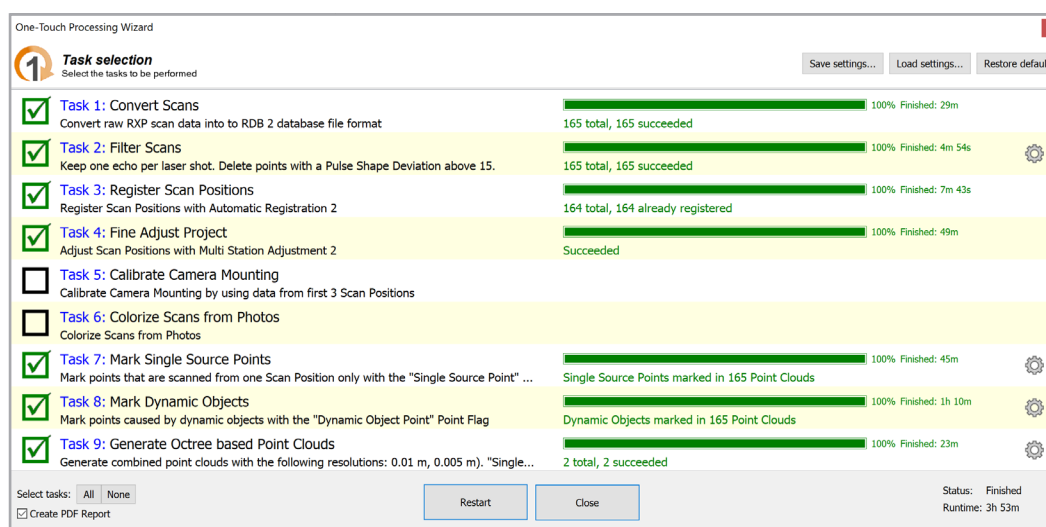 One-Touch Processing Wizard
1
Task selection
Select the tasks to be performed
Save settings... Load settings... Restore defaul
Task 1: Convert Scans
Convert raw RXP scan data into to RDB 2 database file format
100% Finished: 29m
165 total, 165 succeeded
Task 2: Filter Scans
Keep one echo per laser shot. Delete points with a Pulse Shape Deviation above 15.
100% Finished: 4m 54s
165 total, 165 succeeded
Task 3: Register Scan Positions
Register Scan Positions with Automatic Registration 2
100% Finished: 7m 43s
164 total, 164 already registered
Task 4: Fine Adjust Project
Adjust Scan Positions with Multi Station Adjustment 2
100% Finished: 49m
Succeeded
Task 5: Calibrate Camera Mounting
Calibrate Camera Mounting by using data from first 3 Scan Positions
Task 6: Colorize Scans from Photos
Colorize Scans from Photos
Task 7: Mark Single Source Points
Mark points that are scanned from one Scan Position only with the "Single Source Point" ...
100% Finished: 45m
Single Source Points marked in 165 Point Clouds
Task 8: Mark Dynamic Objects
Mark points caused by dynamic objects with the "Dynamic Object Point" Point Flag
100% Finished: 1h 10m
Dynamic Objects marked in 165 Point Clouds
Task 9: Generate Octree based Point Clouds
Generate combined point clouds with the following resolutions: 0.01 m, 0.005 m). "Single...
100% Finished: 23m
2 total, 2 succeeded
Select tasks: All None
Create PDF Report
Restart
Close
Status: Finished
Runtime: 3h 53m